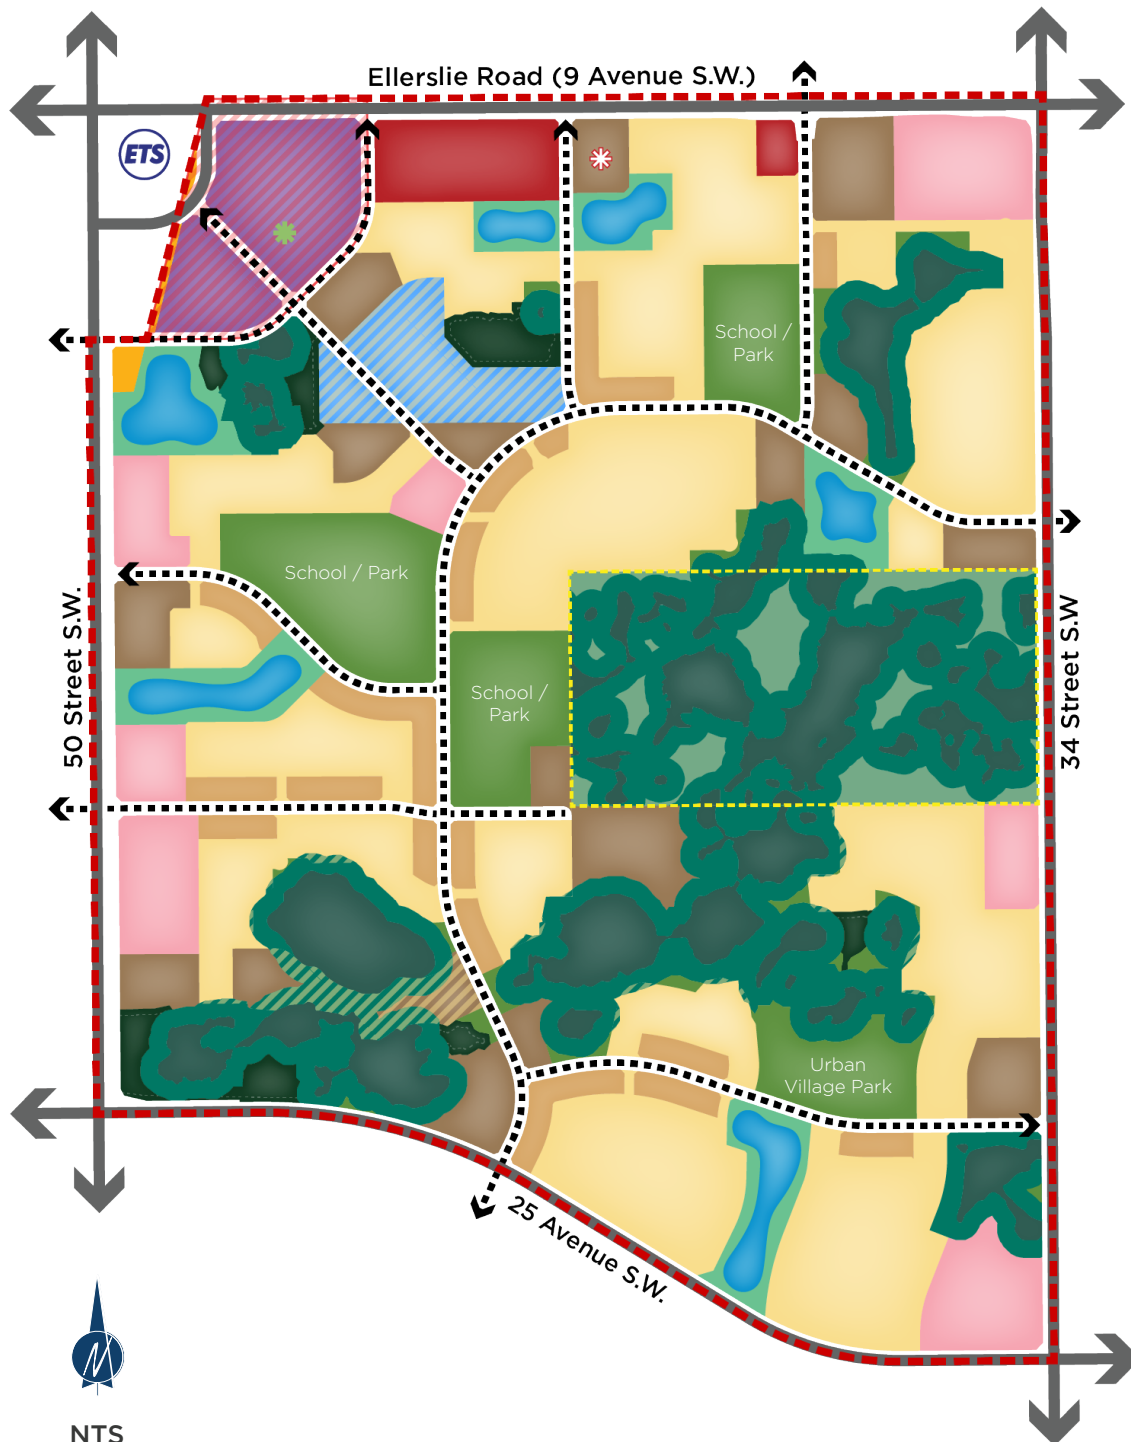 Ellerslie Road (9 Avenue S.W.)
ETS
School /
Park
School / Park
School /
Park
50 Street S.W.
34 Street S.W
Urban
Village Park
25 Avenue S.W.
N
NTS